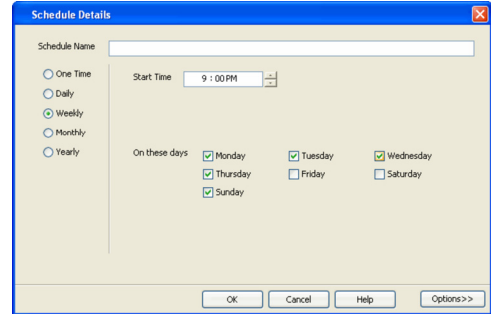 Schedule Details
Schedule Name
One Time
Start Time 9 : 00 PM
Daily
Weekly
Monthly
Yearly
On these days Monday Tuesday Wednesday
Thursday Friday Saturday
Sunday
OK Cancel Help Options>>